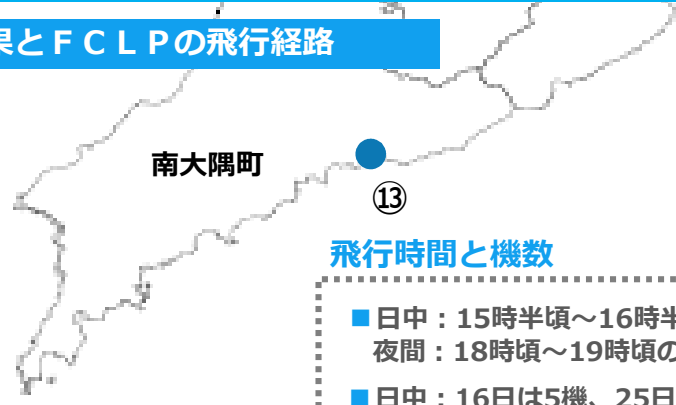 果とＦＣＬＰの飛行経路
南大隅町
⑬
飛行時間と機数
■日中：15時半頃～16時半
夜間：18時頃～19時頃の
■日中：16日は5機、25日